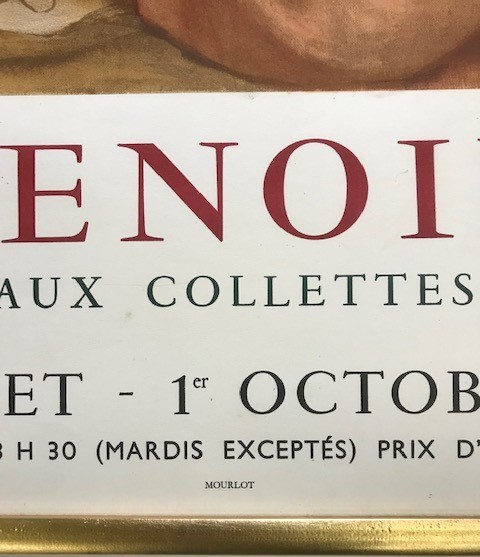 ENOI
AUX COLLETTES
ET - 1er OCTOB
H 30 (MARDIS EXCEPTÉS) PRIX D'
MOURLOT